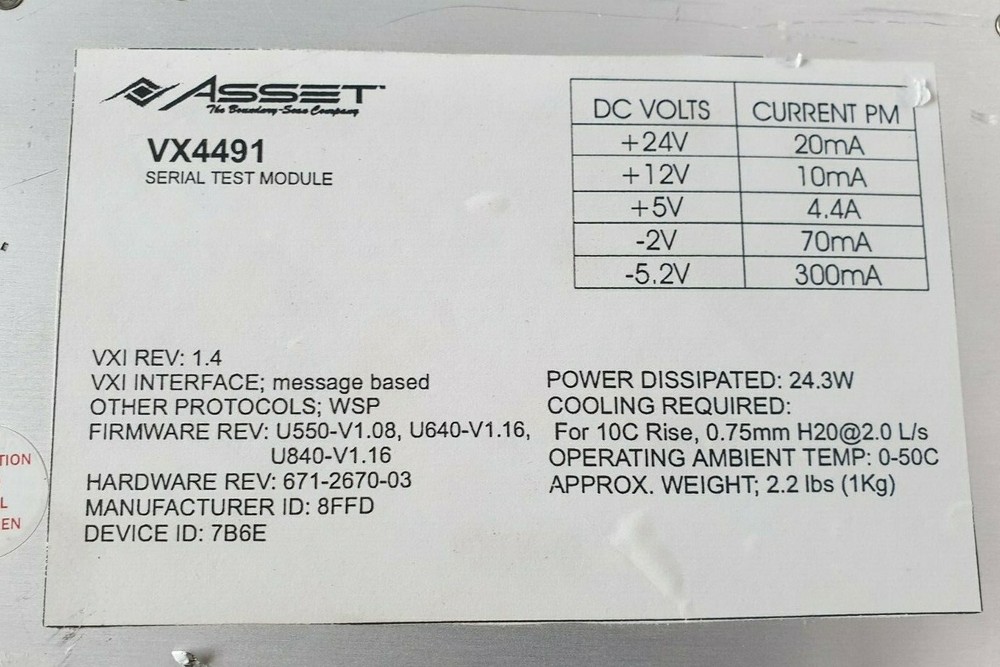 ASSET™
The Boundary-Scan Company
VX4491
SERIAL TEST MODULE
DC VOLTS CURRENT PM
+24V 20mA
+12V 10mA
+5V 4.4A
-2V 70mA
-5.2V 300mA
VXI REV: 1.4
VXI INTERFACE; message based
OTHER PROTOCOLS; WSP
FIRMWARE REV: U550-V1.08, U640-V1.16,
U840-V1.16
HARDWARE REV: 671-2670-03
MANUFACTURER ID: 8FFD
DEVICE ID: 7B6E
POWER DISSIPATED: 24.3W
COOLING REQUIRED:
For 10C Rise, 0.75mm H20@2.0 L/s
OPERATING AMBIENT TEMP: 0-50C
APPROX. WEIGHT; 2.2 lbs (1Kg)
TION
L
EN